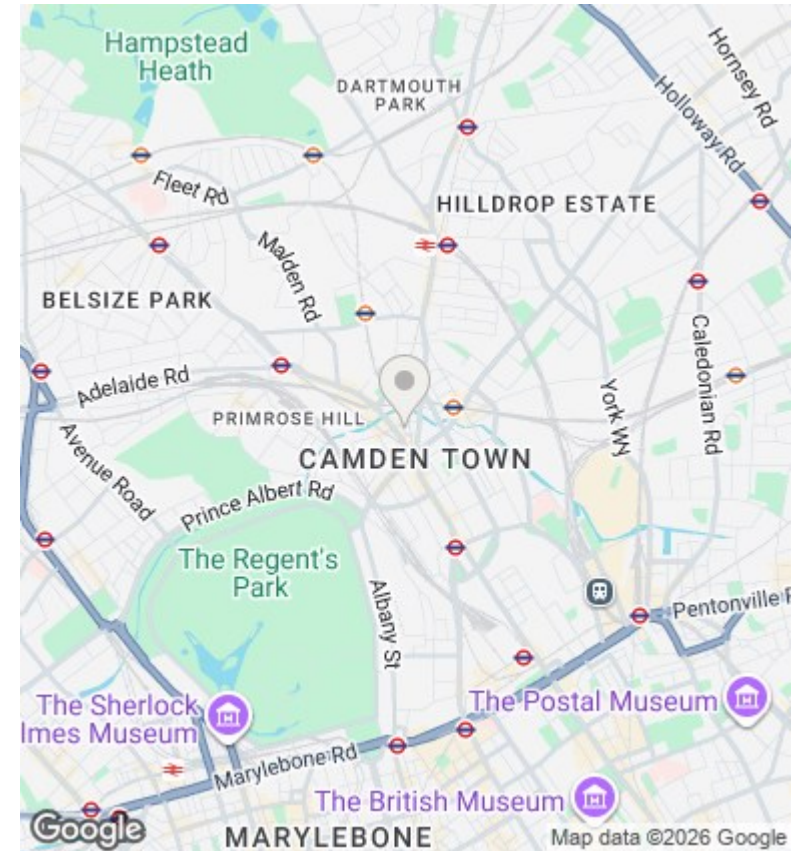 Hampstead
Heath
DARTMOUTH
PARK
Hornsey Rd
Holloway Rd
Fleet Rd
HILLDROP ESTATE
Malden Rd
BELSIZE PARK
Caledonian Rd
Adelaide Rd
York WN
PRIMROSE HILL
CAMDEN TOWN
Avenue Road
Prince Albert Rd
The Regent's
Park
Albany St
Pentonville R
The Sherlock
lmes Museum
The Postal Museum
Marylebone Rd
The British Museum
Google
MARYLEBONE
Map data ©2026 Google